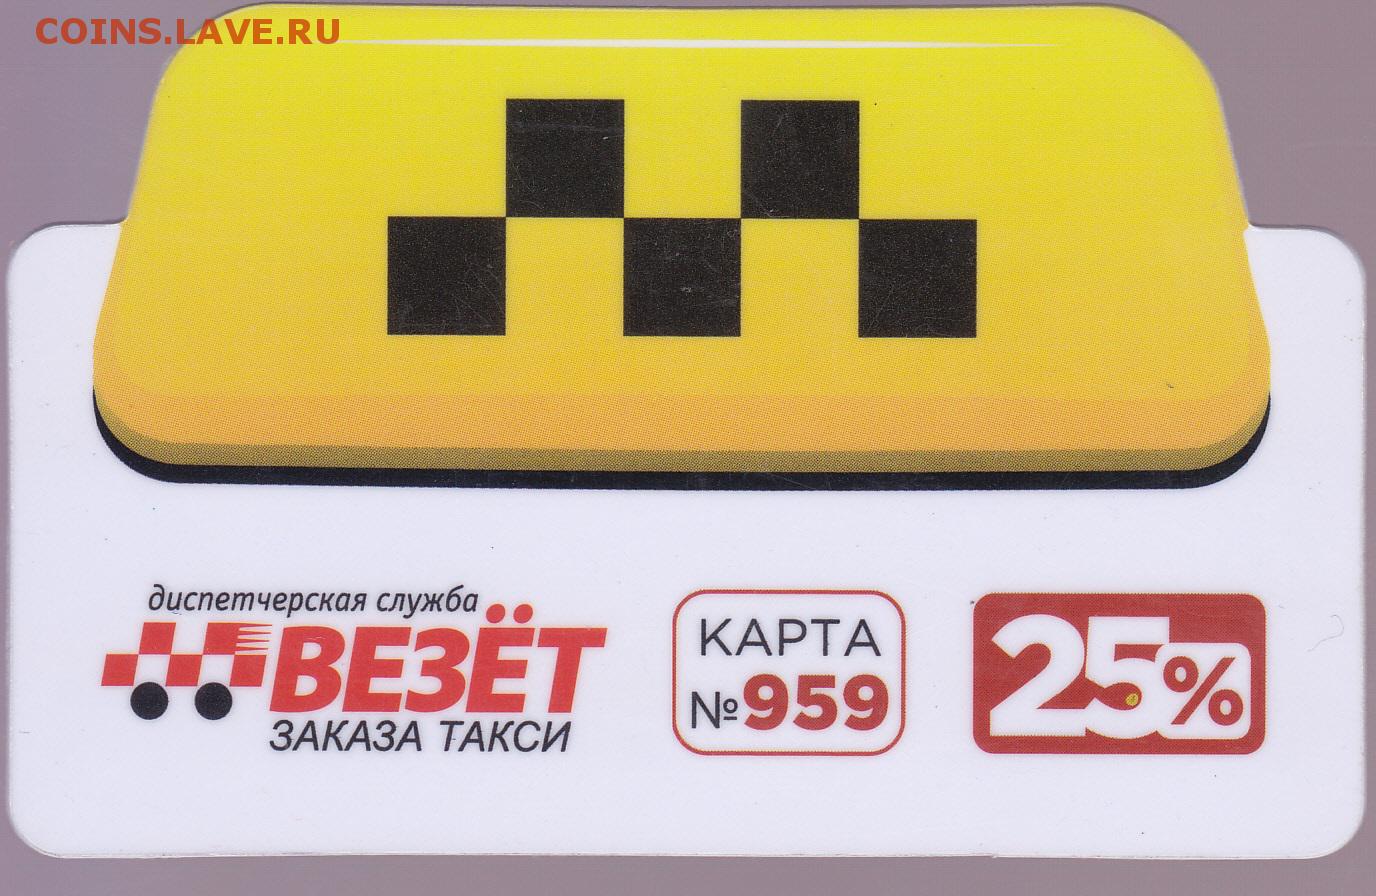 COINS.LAVE.RU
диспетчерская служба
ВЕЗЁТ
ЗАКАЗА ТАКСИ
КАРТА
№959
25%